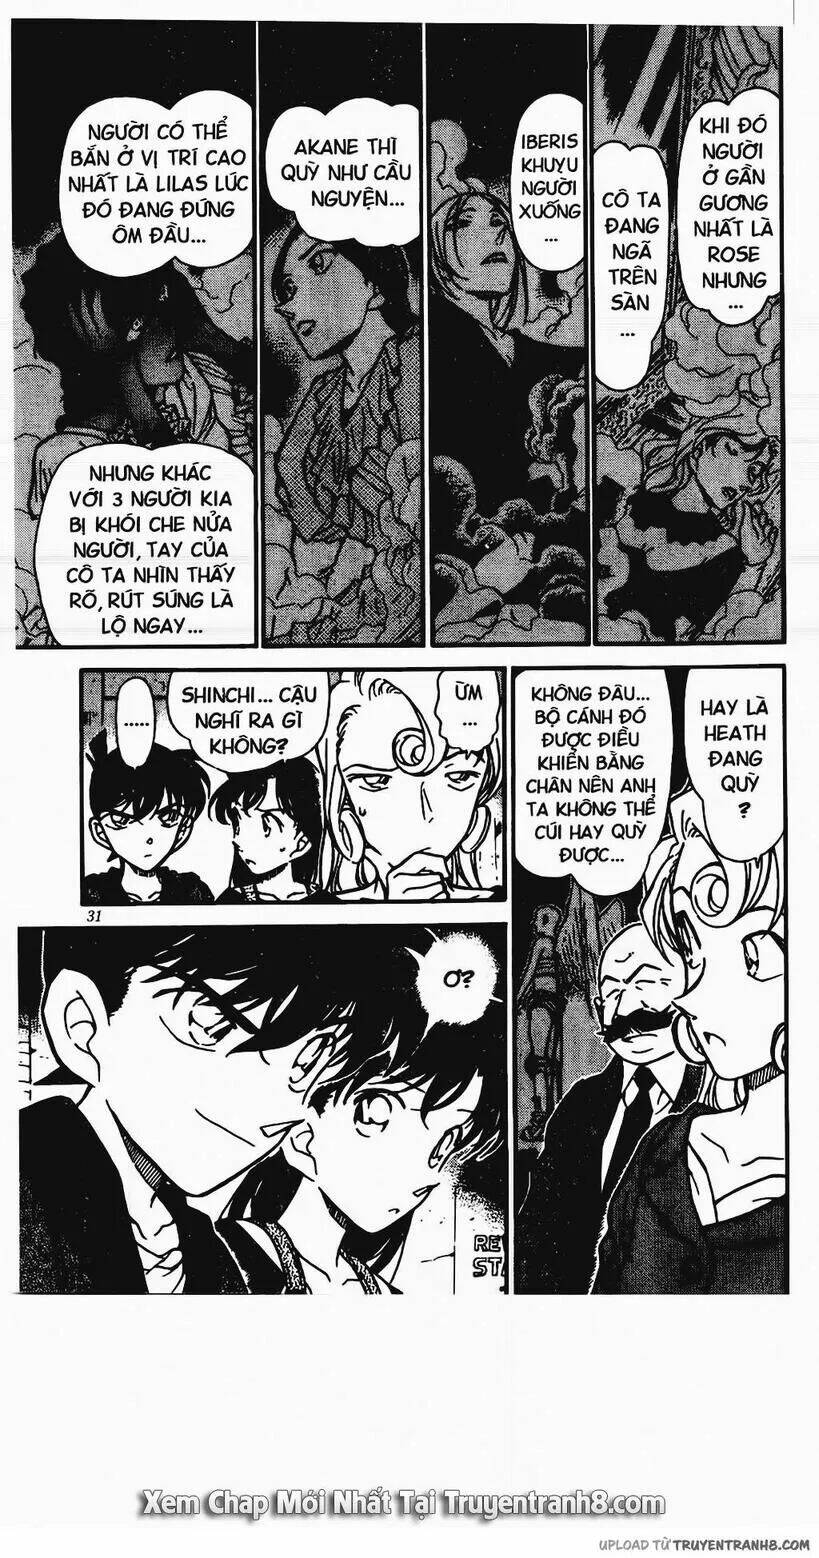 KHI ĐÓ
NGƯỜI
Ở GẦN
GƯƠNG
NHẤT LÀ
ROSE
NHƯNG
...
CÔ TA
ĐANG
NGÃ
TRÊN
SÀN
...
IBERIS
KHUỴU
NGƯỜI
XUỐNG
...
AKANE THÌ
QUỲ NHƯ CẦU
NGUYỆN...
NGƯỜI CÓ THỂ
BẮN Ở VỊ TRÍ CAO
NHẤT LÀ LILAS LÚC
ĐÓ ĐANG ĐỨNG
ÔM ĐẦU...
NHƯNG KHÁC
VỚI 3 NGƯỜI KIA
BỊ KHÓI CHE NỬA
NGƯỜI, TAY CỦA
CÔ TA NHÌN THẤY
RÕ, RÚT SÚNG LÀ
LỘ NGAY...
HAY LÀ
HEATH
ĐANG
QUỲ
?
KHÔNG ĐÂU...
BỘ CÁNH ĐÓ
ĐƯỢC ĐIỀU
KHIỂN BẰNG
CHÂN NÊN ANH
TA KHÔNG THỂ
CÚI HAY QUỲ
ĐƯỢC...
ỪM
...
SHINCHI... CẬU
NGHĨ RA GÌ
KHÔNG?
......
31
Ơ?
RE
STA
Xem Chap Mới Nhất Tại Truyentranh8.com
UPLOAD TỪ TRUYENTRANH8.COM